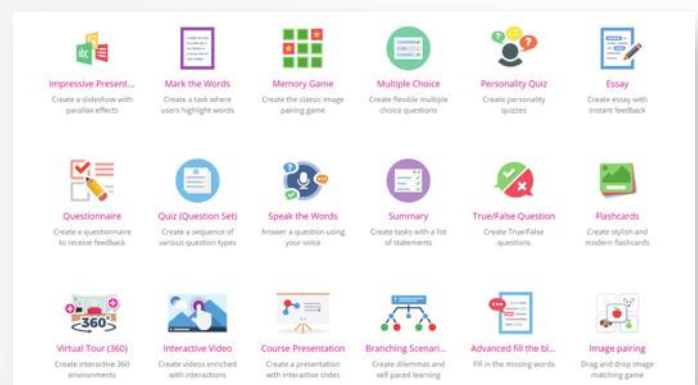 abc
Impressive Present...
Create a slideshow with
parallax effects
Mark the Words
Create a task where
users highlight words
Memory Game
Create the classic image
pairing game
Multiple Choice
Create flexible multiple
choice questions
Personality Quiz
Create personality
quizzes
Essay
Create essay with
instant feedback
Questionnaire
Create a questionnaire
to receive feedback
Quiz (Question Set)
Create a sequence of
various question types
Speak the Words
Answer a question using
your voice
Summary
Create tasks with a list
of statements
True/False Question
Create True/False
questions
Flashcards
Create stylish and
modern flashcards
360
Virtual Tour (360)
Create interactive 360
environments
Interactive Video
Create videos enriched
with interactions
Course Presentation
Create a presentation
with interactive slides
Branching Scenari...
Create dilemmas and
self paced learning
Advanced fill the bl...
Fill in the missing words
Image pairing
Drag and drop image
matching game